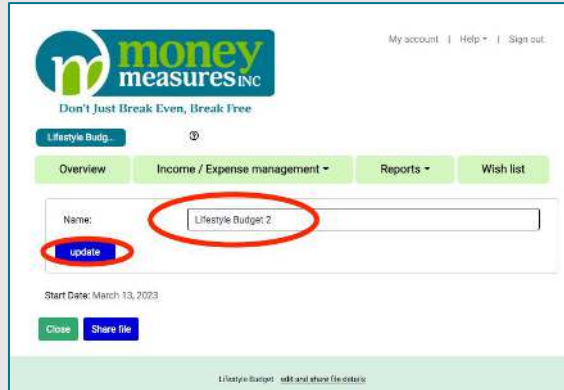 My account | Help | Sign out
m money
measures INC
Don't Just Break Even, Break Free
Lifestyle Budg...
Overview Income / Expense management Reports Wish list
Name: Lifestyle Budget 2
update
Start Date: March 13, 2023
Close Share file
Lifestyle Budget edit and share file details